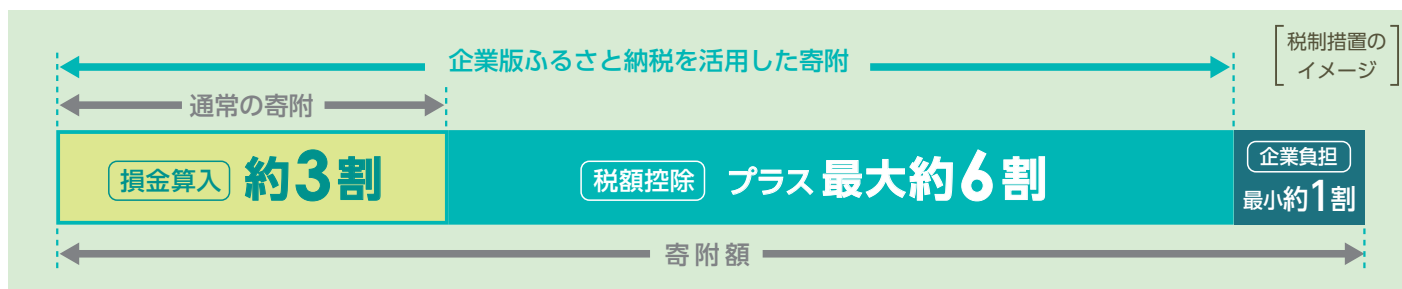 企業版ふるさと納税を活用した寄附
税制措置の
イメージ
通常の寄附
損金算入 約3割
税額控除 プラス 最大約6割
企業負担
最小約1割
寄附額